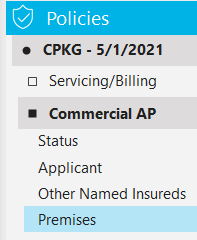 Policies
CPKG - 5/1/2021
Servicing/Billing
Commercial AP
Status
Applicant
Other Named Insureds
Premises